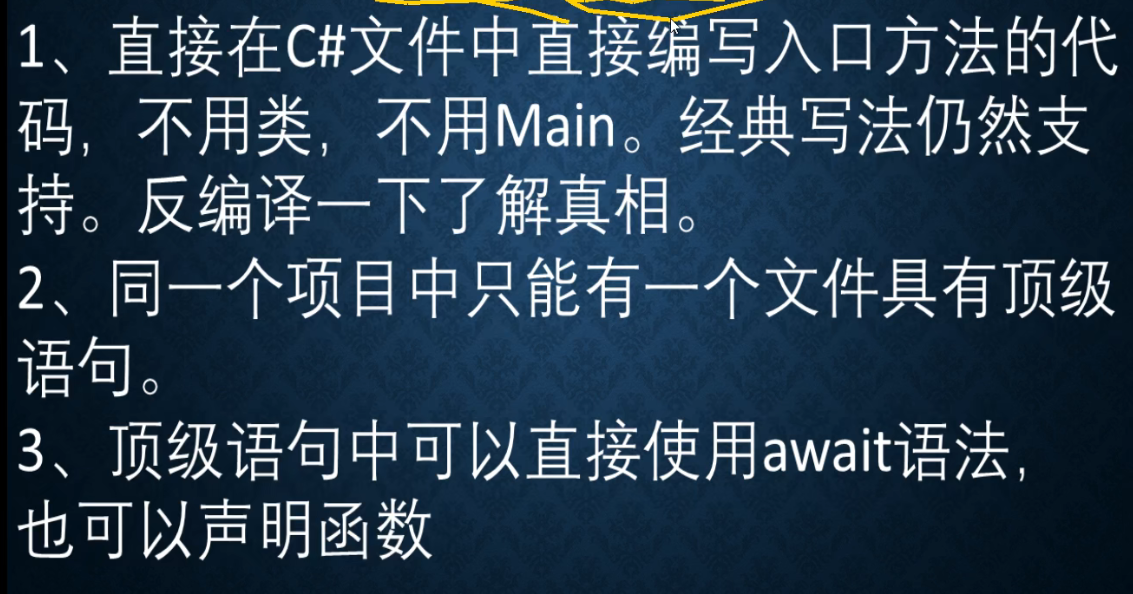 1、直接在C#文件中直接编写入口方法的代
码，不用类，不用Main。经典写法仍然支
持。反编译一下了解真相。
2、同一个项目中只能有一个文件具有顶级
语句。
3、顶级语句中可以直接使用await语法，
也可以声明函数